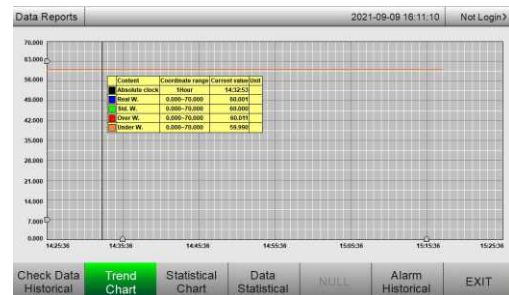 Data Reports 2021-09-09 16:11:10 Not Login>
70.000
63.000
56.000
49.000
42.000
35.000
28.000
21.000
14.000
7.000
0.000
Content Coordinate range Current value Unit
Absolute clock 1Hour 14:32:53
Real W. 0.000~70.000 60.001
Std. W. 0.000~70.000 60.000
Over W. 0.000~70.000 60.011
Under W. 0.000~70.000 59.990
14:25:36 14:35:36 14:45:36 14:55:36 15:05:36 15:15:36 15:25:36
Check Data Historical
Trend Chart
Statistical Chart
Data Statistical
NULL
Alarm Historical
EXIT